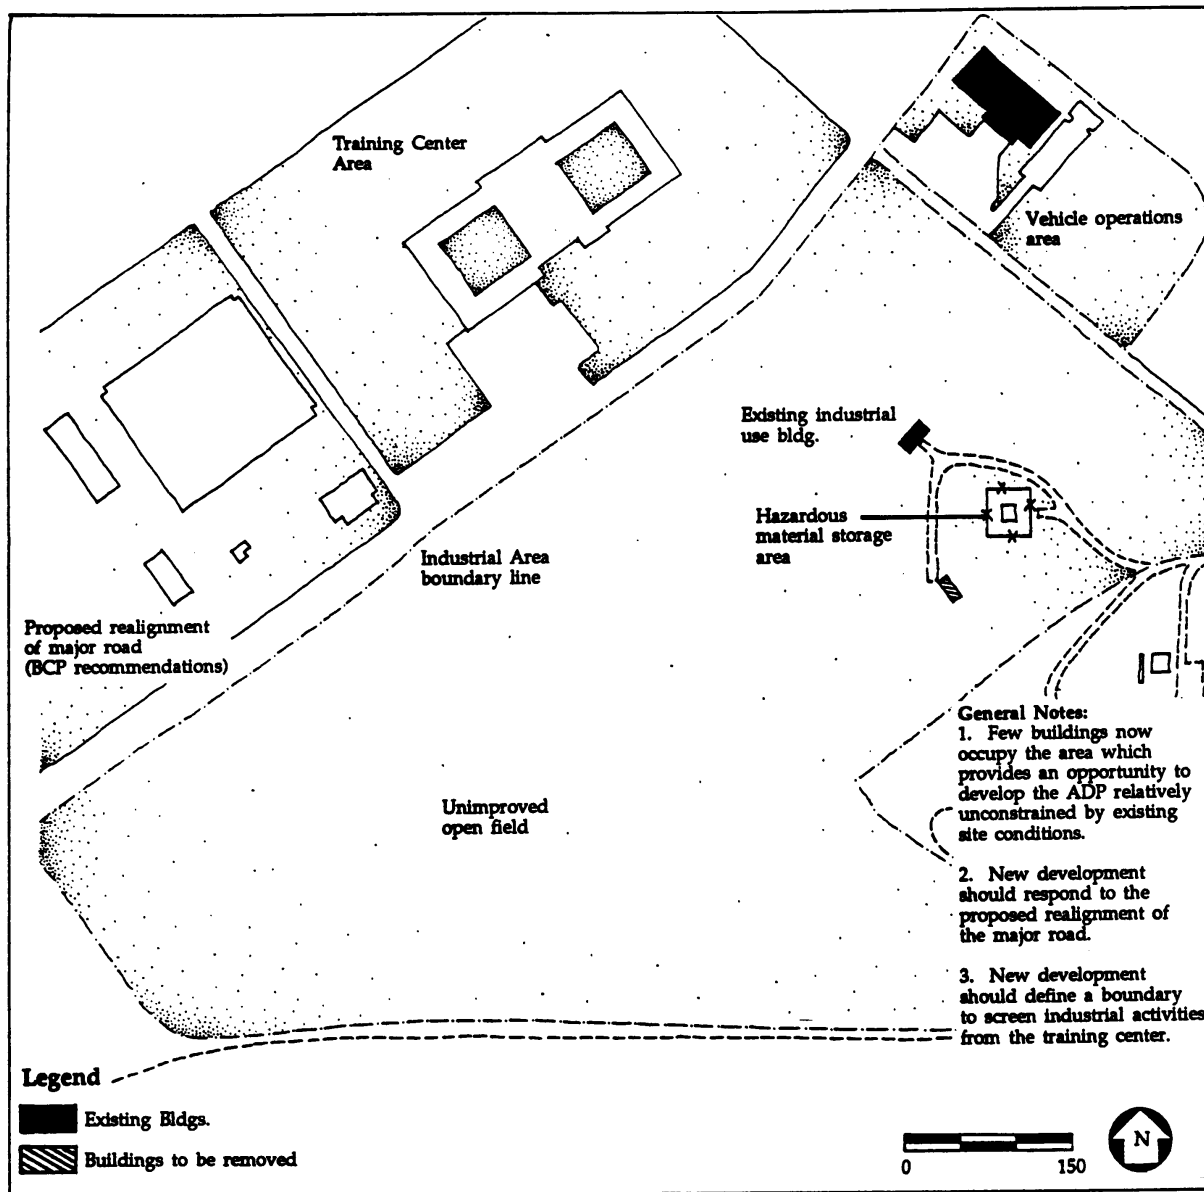 Training Center
Area
Vehicle operations
area
Existing industrial
use bldg.
Hazardous
material storage
area
Industrial Area
boundary line
Proposed realignment
of major road
(BCP recommendations)
Unimproved
open field
General Notes:
1. Few buildings now
occupy the area which
provides an opportunity to
develop the ADP relatively
unconstrained by existing
site conditions.
2. New development
should respond to the
proposed realignment of
the major road.
3. New development
should define a boundary
to screen industrial activities
from the training center.
Legend
Existing Bldgs.
Buildings to be removed
0 150
N